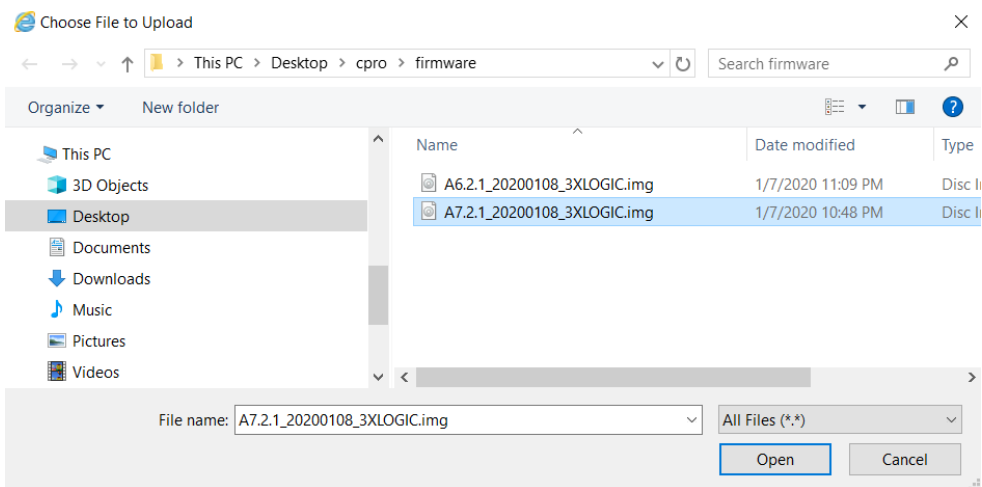 Choose File to Upload
This PC > Desktop > cpro > firmware
Search firmware
Organize
New folder
Name
Date modified
Type
This PC
3D Objects
Desktop
Documents
Downloads
Music
Pictures
Videos
A6.2.1_20200108_3XLOGIC.img 1/7/2020 11:09 PM Disc I
A7.2.1_20200108_3XLOGIC.img 1/7/2020 10:48 PM Disc I
File name: A7.2.1_20200108_3XLOGIC.img
All Files (*.*)
Open
Cancel